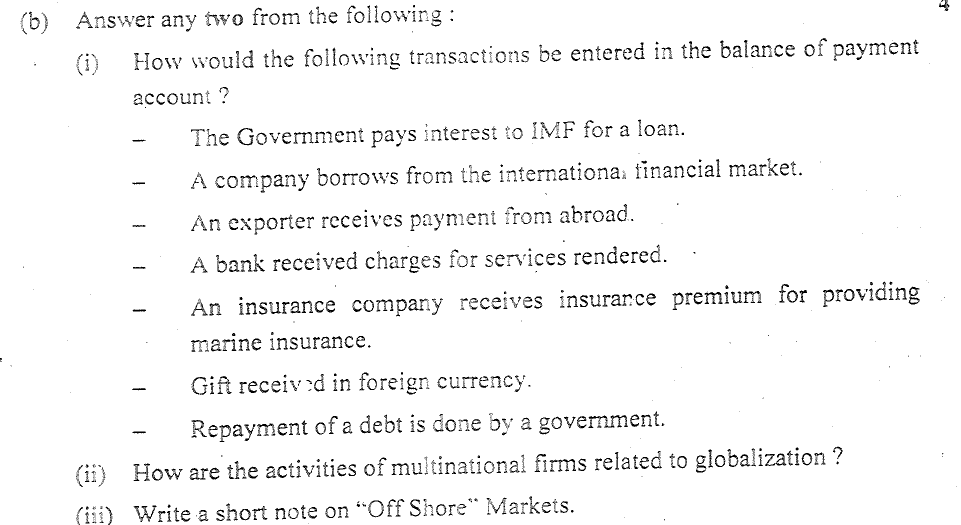 (b) Answer any two from the following : 4
(i) How would the following transactions be entered in the balance of payment
account ?
– The Government pays interest to IMF for a loan.
– A company borrows from the international financial market.
– An exporter receives payment from abroad.
– A bank received charges for services rendered.
– An insurance company receives insurance premium for providing
marine insurance.
– Gift received in foreign currency.
– Repayment of a debt is done by a government.
(ii) How are the activities of multinational firms related to globalization ?
(iii) Write a short note on “Off Shore” Markets.